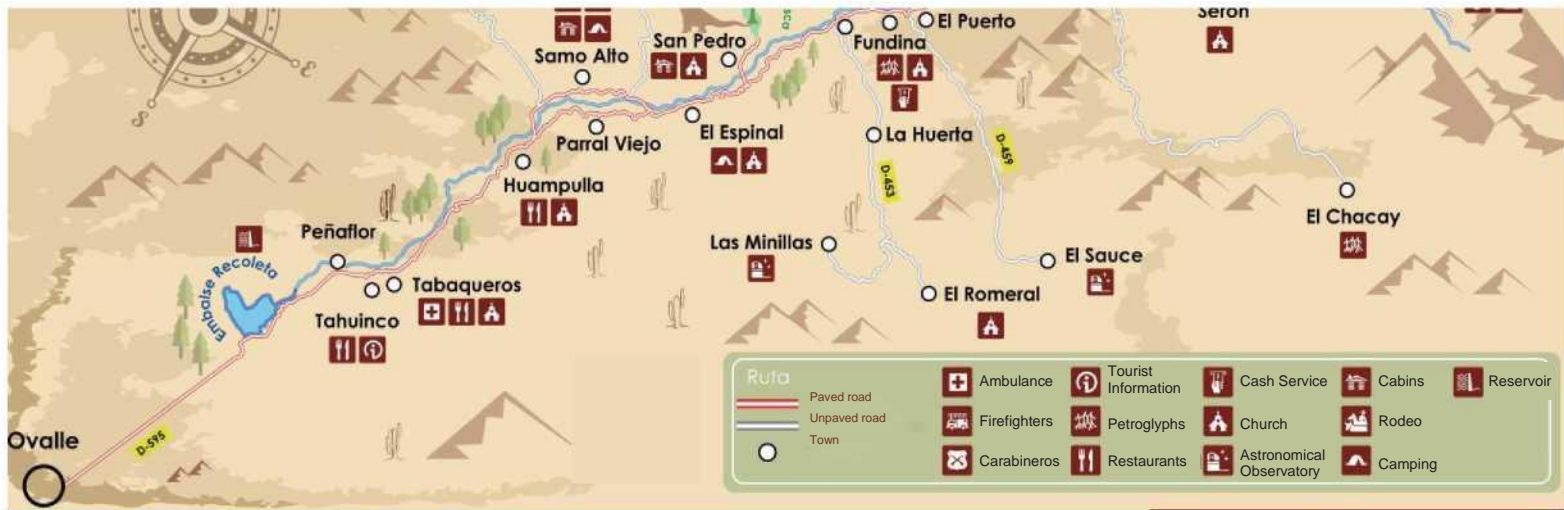 El Puerto
Serón
Samo Alto
San Pedro
Fundina
S
E
Parral Viejo
El Espinal
La Huerta
D-459
D-453
Huampulla
El Chacay
Peñaflor
Las Minillas
El Sauce
Embalse Recoleta
Tabaqueros
El Romeral
Tahuinco
Ovalle
D-595
Ruta
Paved road
Unpaved road
Town
Ambulance
Firefighters
Carabineros
Tourist
Information
Petroglyphs
Restaurants
Cash Service
Church
Astronomical
Observatory
Cabins
Rodeo
Camping
Reservoir